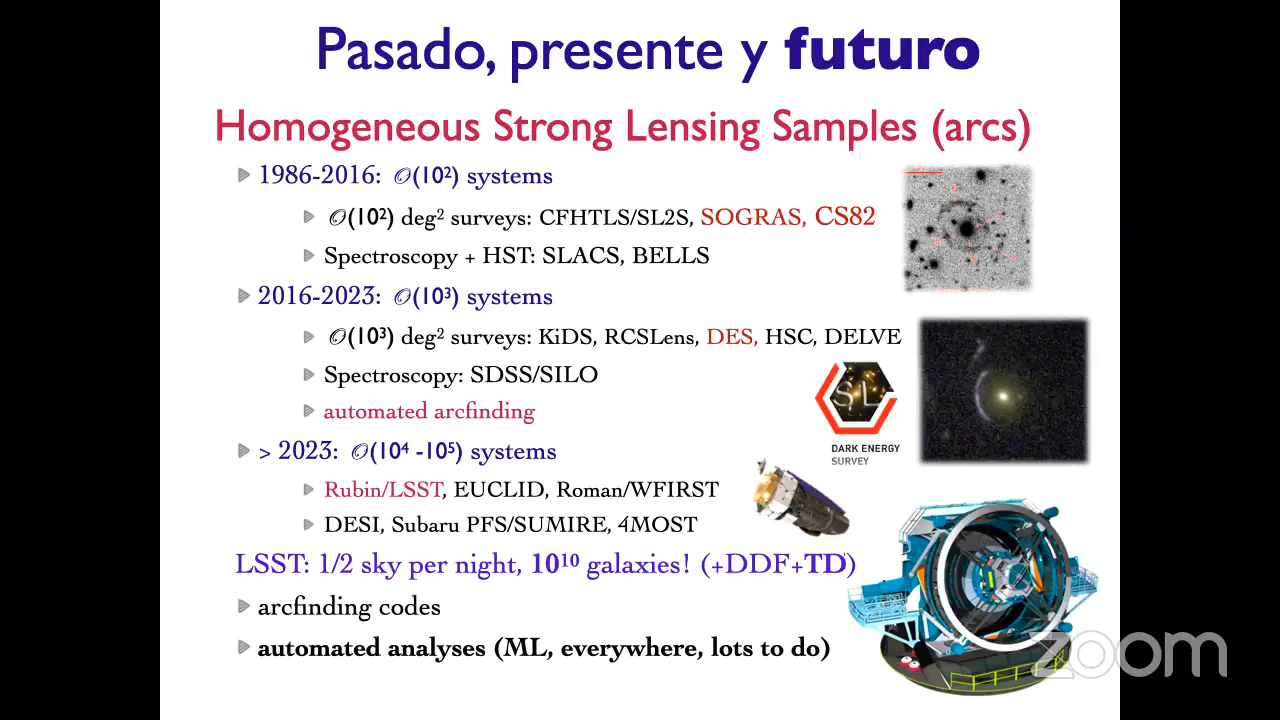 Pasado, presente y futuro
Homogeneous Strong Lensing Samples (arcs)
1986-2016: 𝒪(10²) systems
𝒪(10²) deg² surveys: CFHTLS/SL2S, SOGRAS, CS82
Spectroscopy + HST: SLACS, BELLS
2016-2023: 𝒪(10³) systems
𝒪(10³) deg² surveys: KiDS, RCSLens, DES, HSC, DELVE
Spectroscopy: SDSS/SILO
automated arcfinding
SL
DARK ENERGY
SURVEY
> 2023: 𝒪(10⁴ -10⁵) systems
Rubin/LSST, EUCLID, Roman/WFIRST
DESI, Subaru PFS/SUMIRE, 4MOST
LSST: 1/2 sky per night, 10¹⁰ galaxies! (+DDF+TD)
arcfinding codes
automated analyses (ML, everywhere, lots to do)
zoom